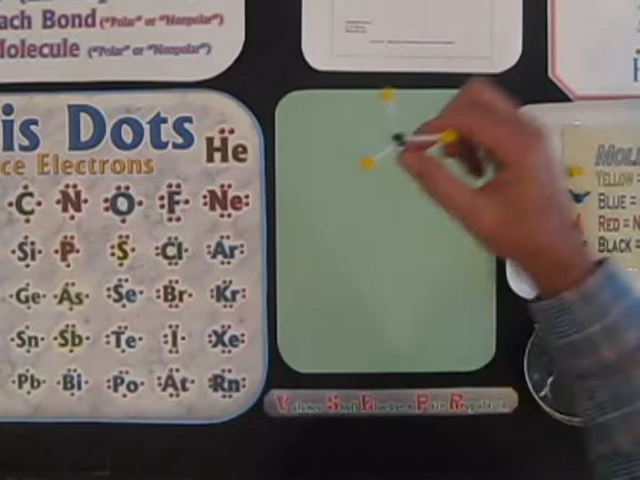 ach Bond ("Polar" or "Nonpolar")
Molecule ("Polar" or "Nonpolar")
is Dots
ce Electrons
He
C N O F Ne
Si P S Cl Ar
Ge As Se Br Kr
Sn Sb Te I Xe
Pb Bi Po At Rn
Valence Shell Electron Pair Repulsion
MOL
YELLOW =
BLUE =
RED = N
BLACK =